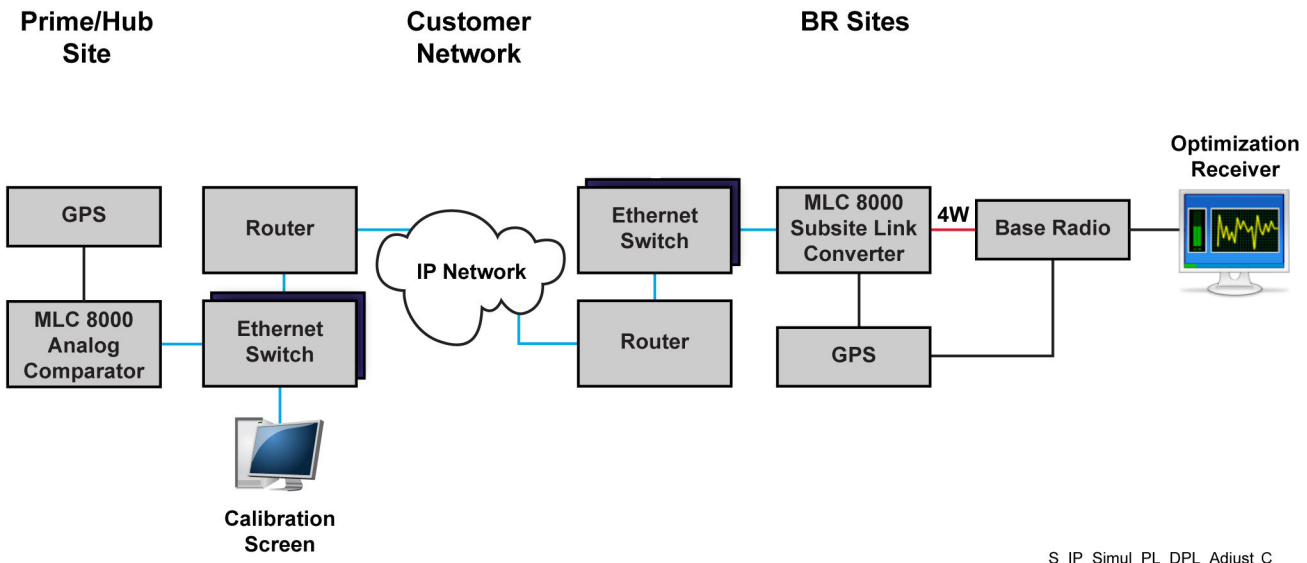 Prime/Hub
Site
Customer
Network
BR Sites
Optimization
Receiver
GPS
Router
Ethernet
Switch
MLC 8000
Subsite Link
Converter
4W
Base Radio
IP Network
MLC 8000
Analog
Comparator
Ethernet
Switch
Router
GPS
Calibration
Screen
S_IP_Simul_PL_DPL_Adjust_C